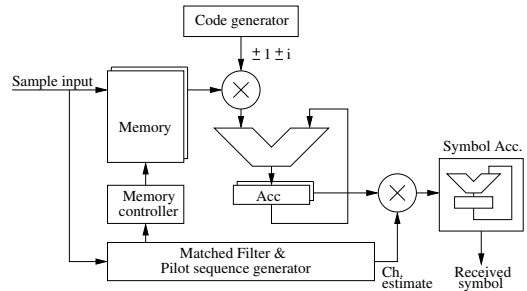 Code generator
± 1 ± i
Sample input
Memory
Symbol Acc.
Memory
controller
Acc
Matched Filter &
Pilot sequence generator
Ch,
estimate
Received
symbol